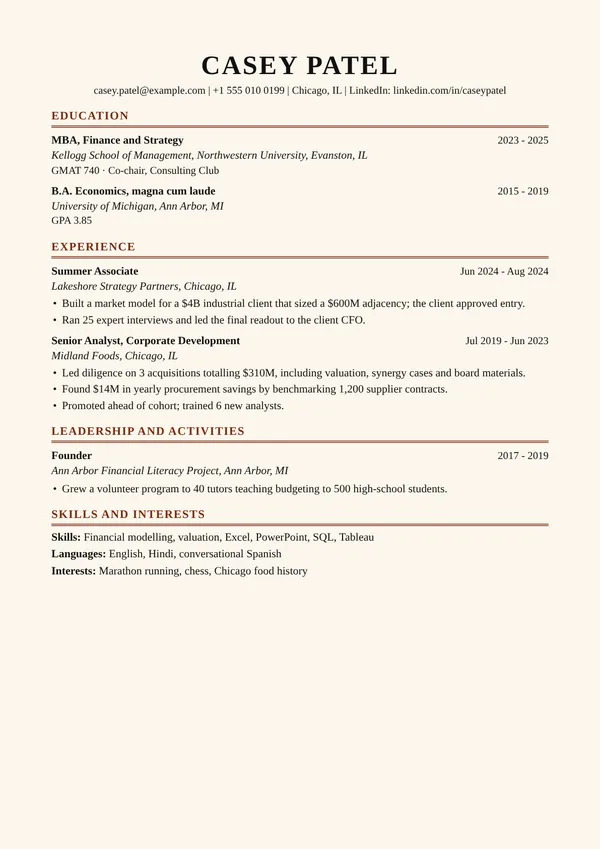 CASEY PATEL
casey.patel@example.com | +1 555 010 0199 | Chicago, IL | LinkedIn: linkedin.com/in/caseypatel
EDUCATION
MBA, Finance and Strategy 2023 - 2025
Kellogg School of Management, Northwestern University, Evanston, IL
GMAT 740 · Co-chair, Consulting Club
B.A. Economics, magna cum laude 2015 - 2019
University of Michigan, Ann Arbor, MI
GPA 3.85
EXPERIENCE
Summer Associate Jun 2024 - Aug 2024
Lakeshore Strategy Partners, Chicago, IL
• Built a market model for a $4B industrial client that sized a $600M adjacency; the client approved entry.
• Ran 25 expert interviews and led the final readout to the client CFO.
Senior Analyst, Corporate Development Jul 2019 - Jun 2023
Midland Foods, Chicago, IL
• Led diligence on 3 acquisitions totalling $310M, including valuation, synergy cases and board materials.
• Found $14M in yearly procurement savings by benchmarking 1,200 supplier contracts.
• Promoted ahead of cohort; trained 6 new analysts.
LEADERSHIP AND ACTIVITIES
Founder 2017 - 2019
Ann Arbor Financial Literacy Project, Ann Arbor, MI
• Grew a volunteer program to 40 tutors teaching budgeting to 500 high-school students.
SKILLS AND INTERESTS
Skills: Financial modelling, valuation, Excel, PowerPoint, SQL, Tableau
Languages: English, Hindi, conversational Spanish
Interests: Marathon running, chess, Chicago food history